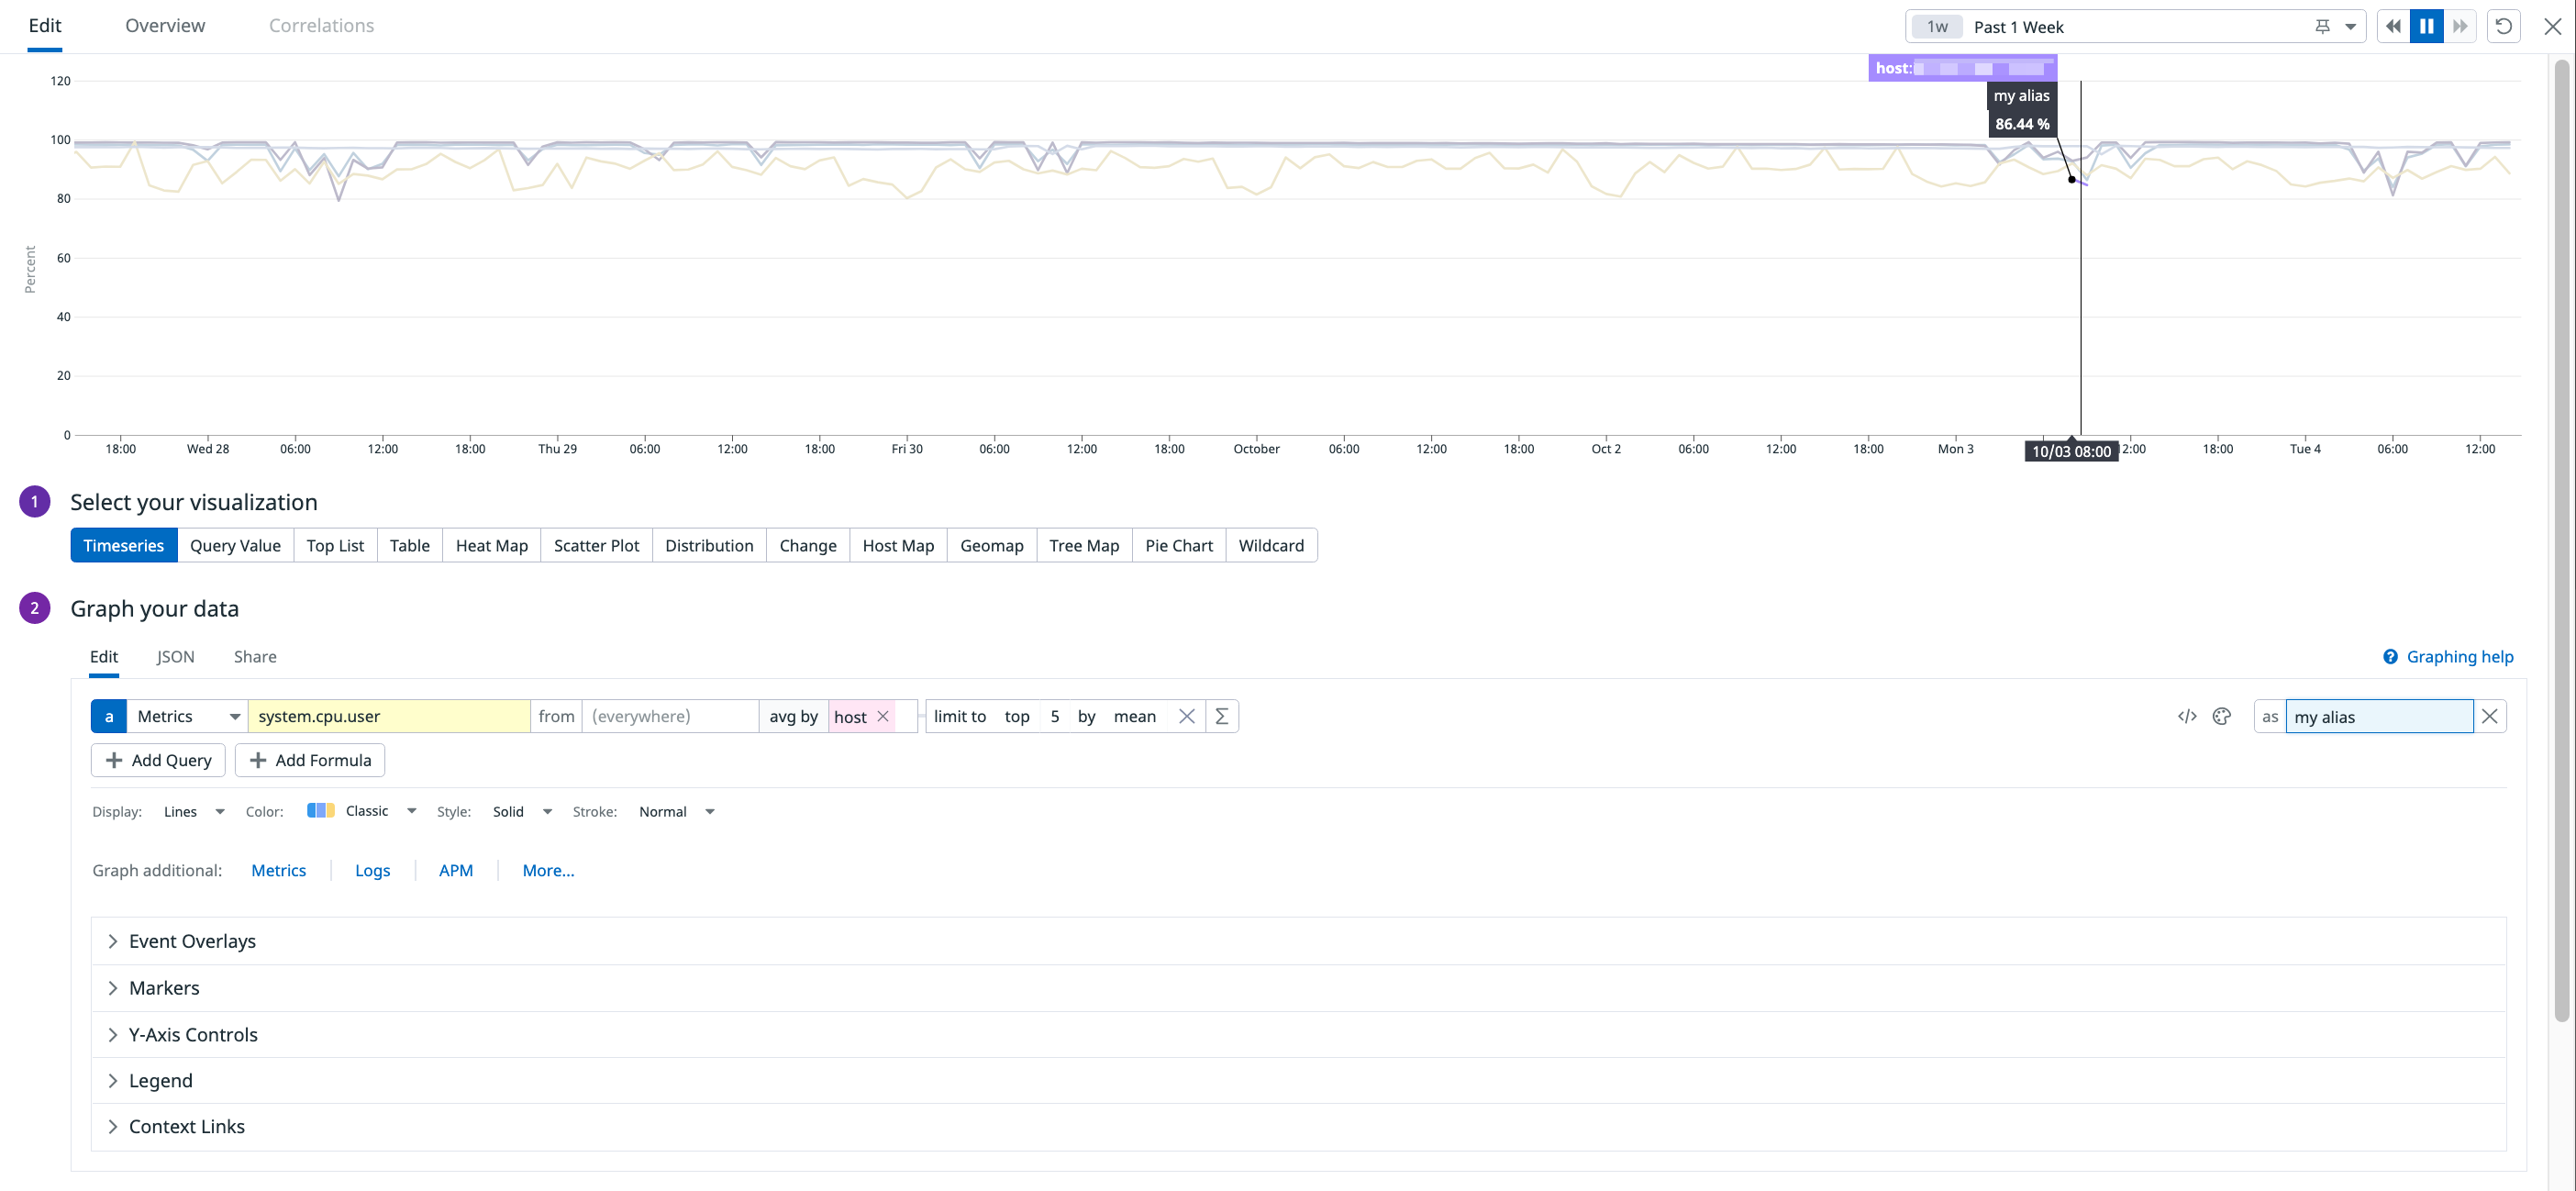 Edit Overview Correlations 1w Past 1 Week
host:
my alias
86.44 %
120
100
80
60
40
20
0
Percent
18:00 Wed 28 06:00 12:00 18:00 Thu 29 06:00 12:00 18:00 Fri 30 06:00 12:00 18:00 October 06:00 12:00 18:00 Oct 2 06:00 12:00 18:00 Mon 3 10/03 08:00 12:00 18:00 Tue 4 06:00 12:00
1 Select your visualization
Timeseries Query Value Top List Table Heat Map Scatter Plot Distribution Change Host Map Geomap Tree Map Pie Chart Wildcard
2 Graph your data
Edit JSON Share Graphing help
a Metrics system.cpu.user from (everywhere) avg by host limit to top 5 by mean Σ </> as my alias
+ Add Query + Add Formula
Display: Lines Color: Classic Style: Solid Stroke: Normal
Graph additional: Metrics Logs APM More...
Event Overlays
Markers
Y-Axis Controls
Legend
Context Links